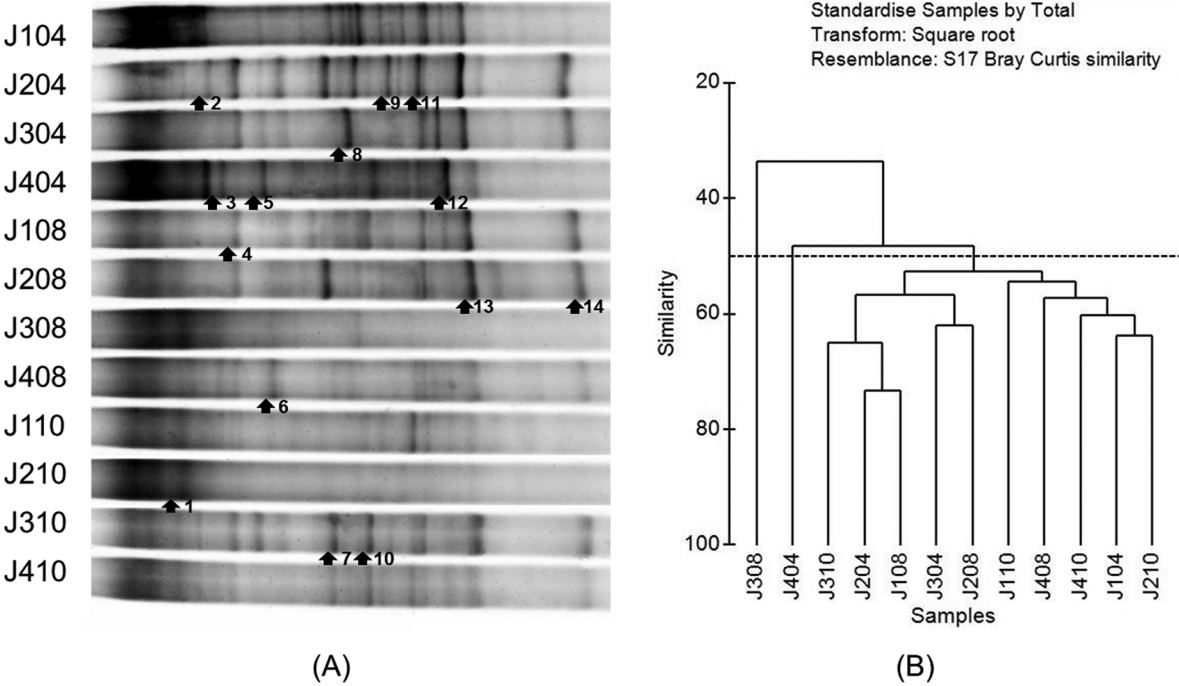 J104
J204
2
9
11
J304
8
J404
3
5
12
J108
4
J208
13
14
J308
J408
6
J110
J210
1
J310
7
10
J410
(A)
Standardise Samples by Total
Transform: Square root
Resemblance: S17 Bray Curtis similarity
20
40
60
80
100
Similarity
J308
J404
J310
J204
J108
J304
J208
J110
J408
J410
J104
J210
Samples
(B)